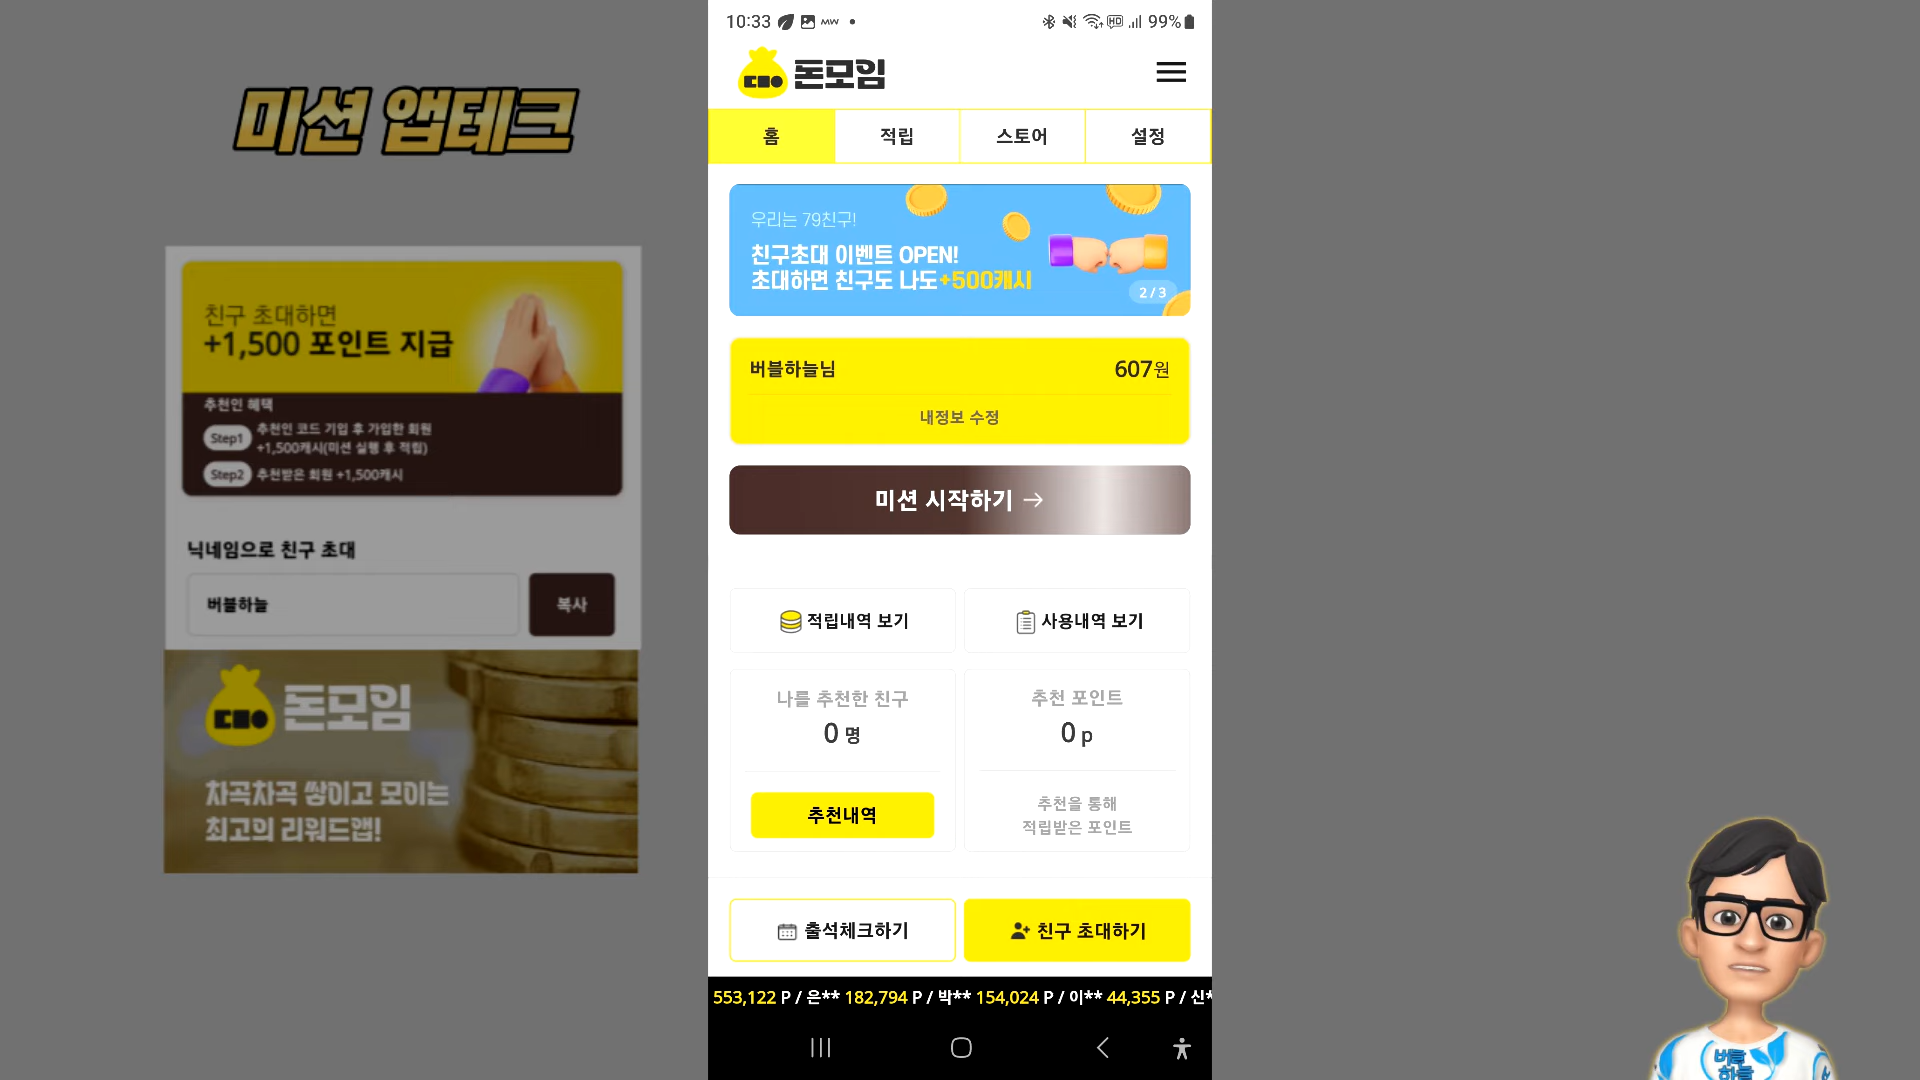 미션 앱테크
친구 초대하면
+1,500 포인트 지급
추천인 혜택
Step1
추천인 코드 기입 후 가입한 회원
+1,500캐시(미션 실행 후 적립)
Step2
추천받은 회원 +1,500캐시
닉네임으로 친구 초대
버블하늘
복사
돈모임
차곡차곡 쌓이고 모이는
최고의 리워드앱!
10:33
MW
HD
99%
돈모임
홈
적립
스토어
설정
우리는 79친구!
친구초대 이벤트 OPEN!
초대하면 친구도 나도+500캐시
2 / 3
버블하늘님
607원
내정보 수정
미션 시작하기 →
적립내역 보기
사용내역 보기
나를 추천한 친구
0 명
추천내역
추천 포인트
0 p
추천을 통해
적립받은 포인트
출석체크하기
친구 초대하기
553,122 P / 은** 182,794 P / 박** 154,024 P / 이** 44,355 P / 신*
버블
하늘